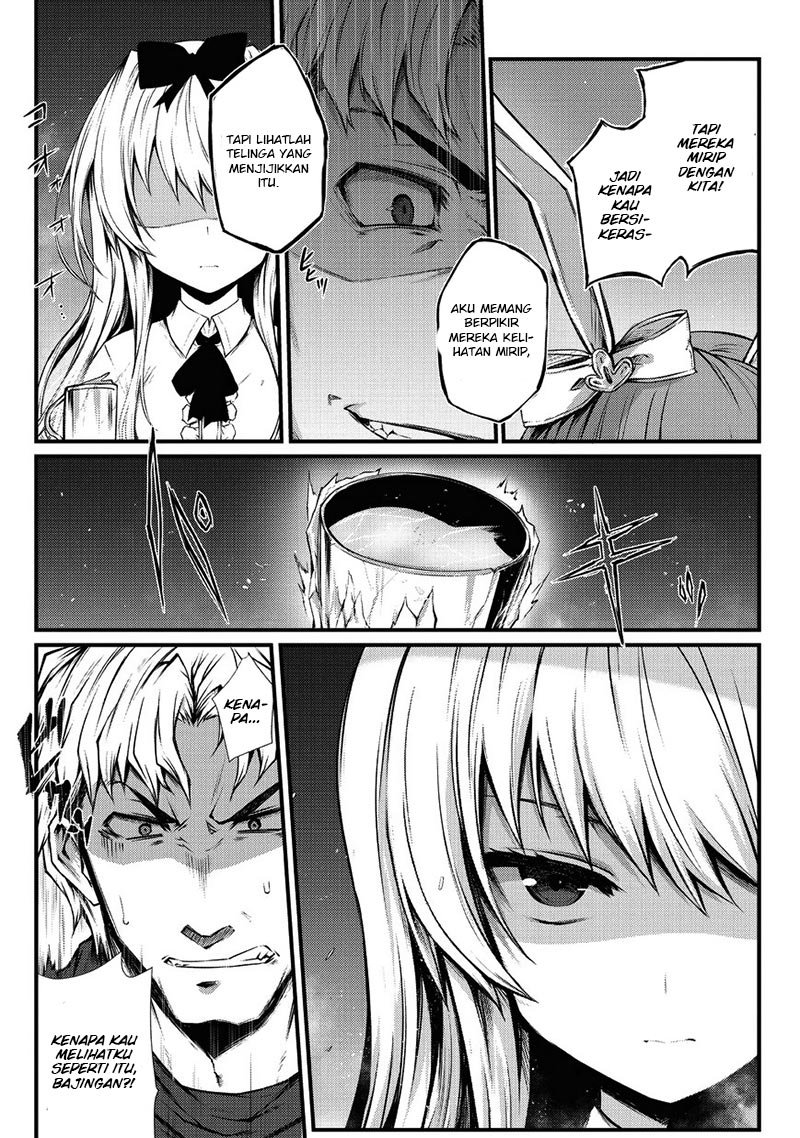 TAPI
MEREKA
MIRIP
DENGAN
KITA!
JADI
KENAPA
KAU
BERSI-
KERAS-
AKU MEMANG
BERPIKIR
MEREKA KELI-
HATAN MIRIP,
TAPI LIHATLAH
TELINGA YANG
MENJIJIKKAN
ITU.
KENA-
PA...
KENAPA KAU
MELIHATKU
SEPERTI ITU,
BAJINGAN?!